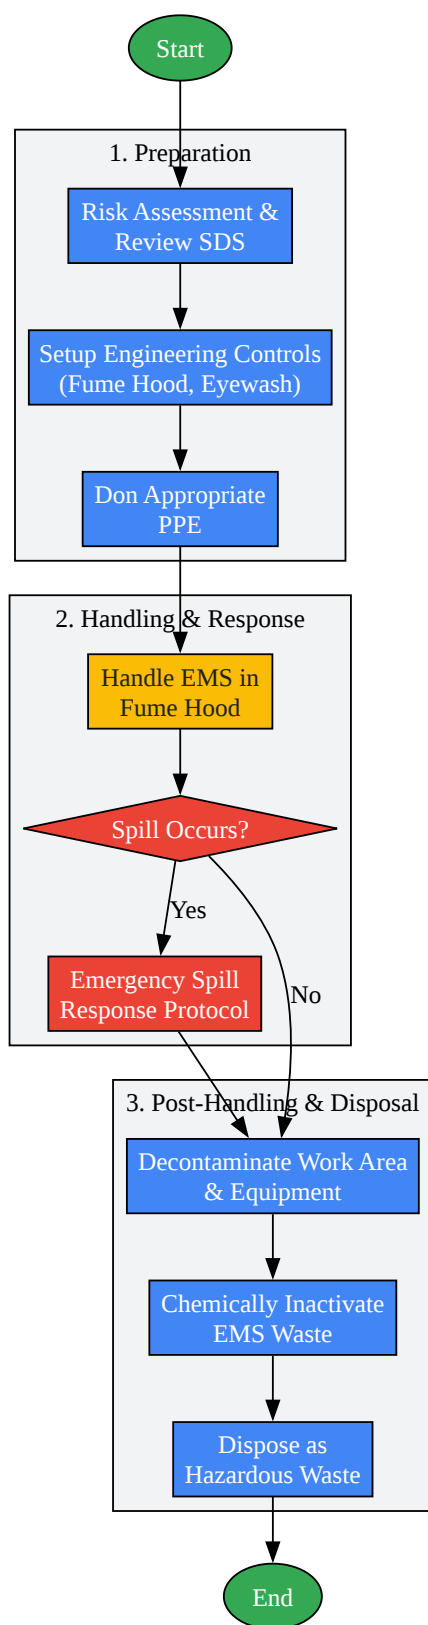 Start
1. Preparation
Risk Assessment &
Review SDS
Setup Engineering Controls
(Fume Hood, Eyewash)
Don Appropriate
PPE
2. Handling & Response
Handle EMS in
Fume Hood
Spill Occurs?
Yes
Emergency Spill
Response Protocol
No
3. Post-Handling & Disposal
Decontaminate Work Area
& Equipment
Chemically Inactivate
EMS Waste
Dispose as
Hazardous Waste
End